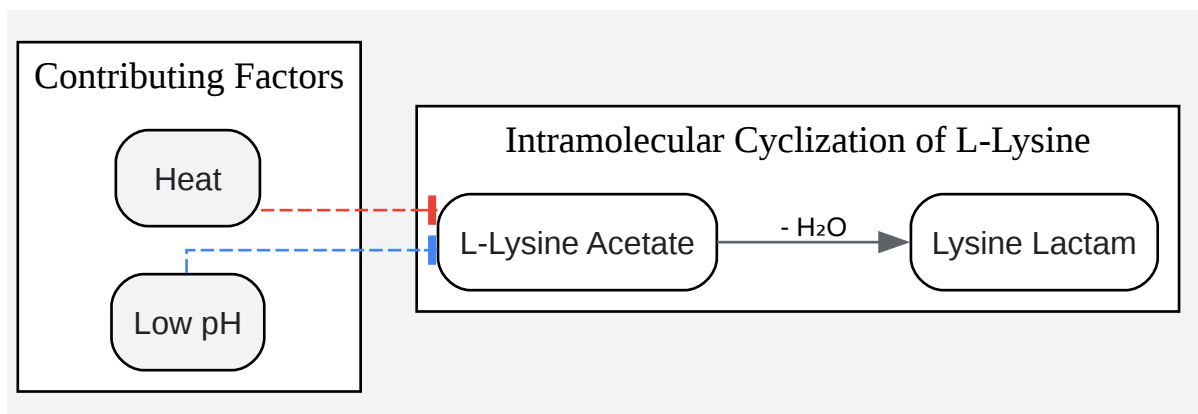 Contributing Factors
Heat
Low pH
Intramolecular Cyclization of L-Lysine
L-Lysine Acetate
- H₂O
Lysine Lactam